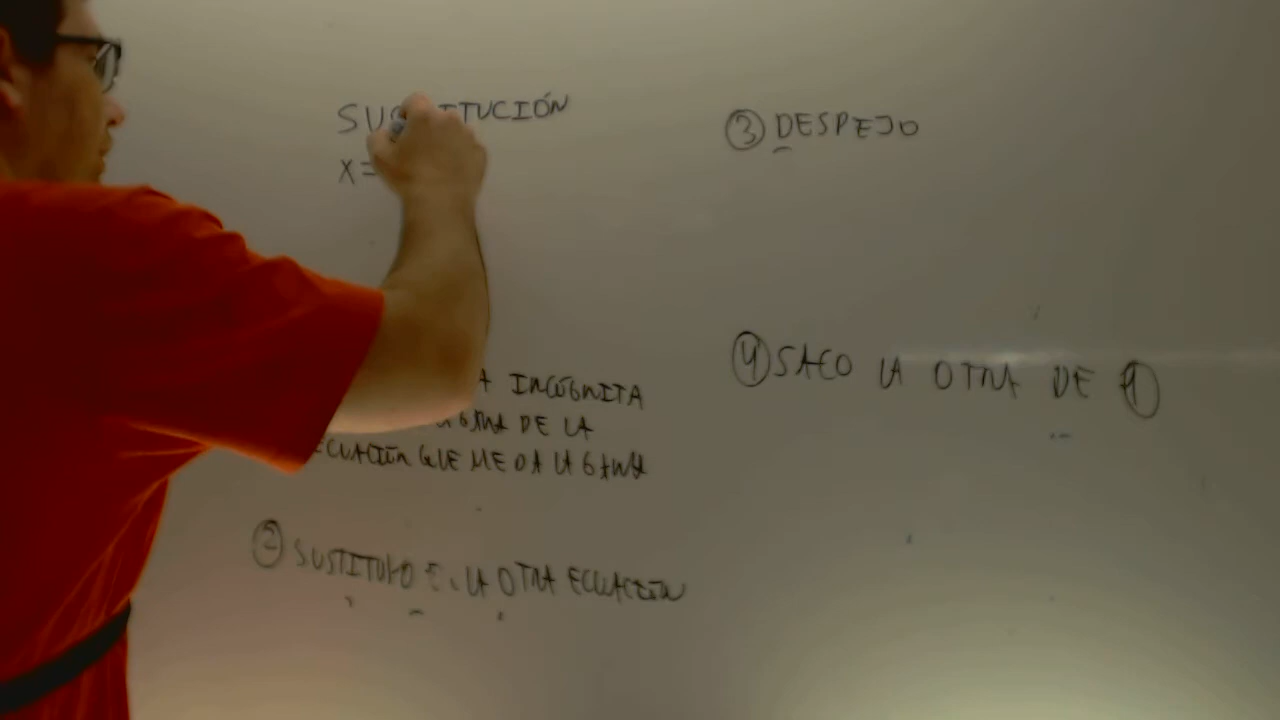 SUSTITUCIÓN
X=
A INCÓGNITA
DE LA
ECUACIÓN QUE ME DA LA GANA
② SUSTITUYO EN LA OTRA ECUACIÓN
③ DESPEJO
④ SACO LA OTRA DE ①